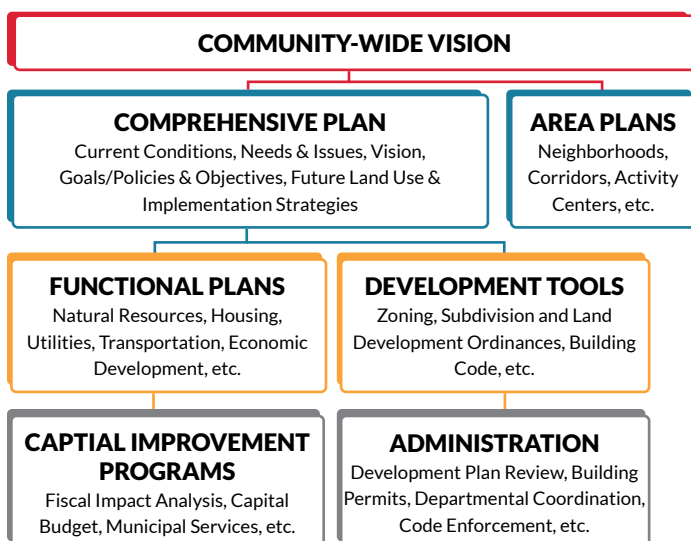 COMMUNITY-WIDE VISION
COMPREHENSIVE PLAN
Current Conditions, Needs & Issues, Vision,
Goals/Policies & Objectives, Future Land Use &
Implementation Strategies
AREA PLANS
Neighborhoods,
Corridors, Activity
Centers, etc.
FUNCTIONAL PLANS
Natural Resources, Housing,
Utilities, Transportation, Economic
Development, etc.
DEVELOPMENT TOOLS
Zoning, Subdivision and Land
Development Ordinances, Building
Code, etc.
CAPTIAL IMPROVEMENT
PROGRAMS
Fiscal Impact Analysis, Capital
Budget, Municipal Services, etc.
ADMINISTRATION
Development Plan Review, Building
Permits, Departmental Coordination,
Code Enforcement, etc.